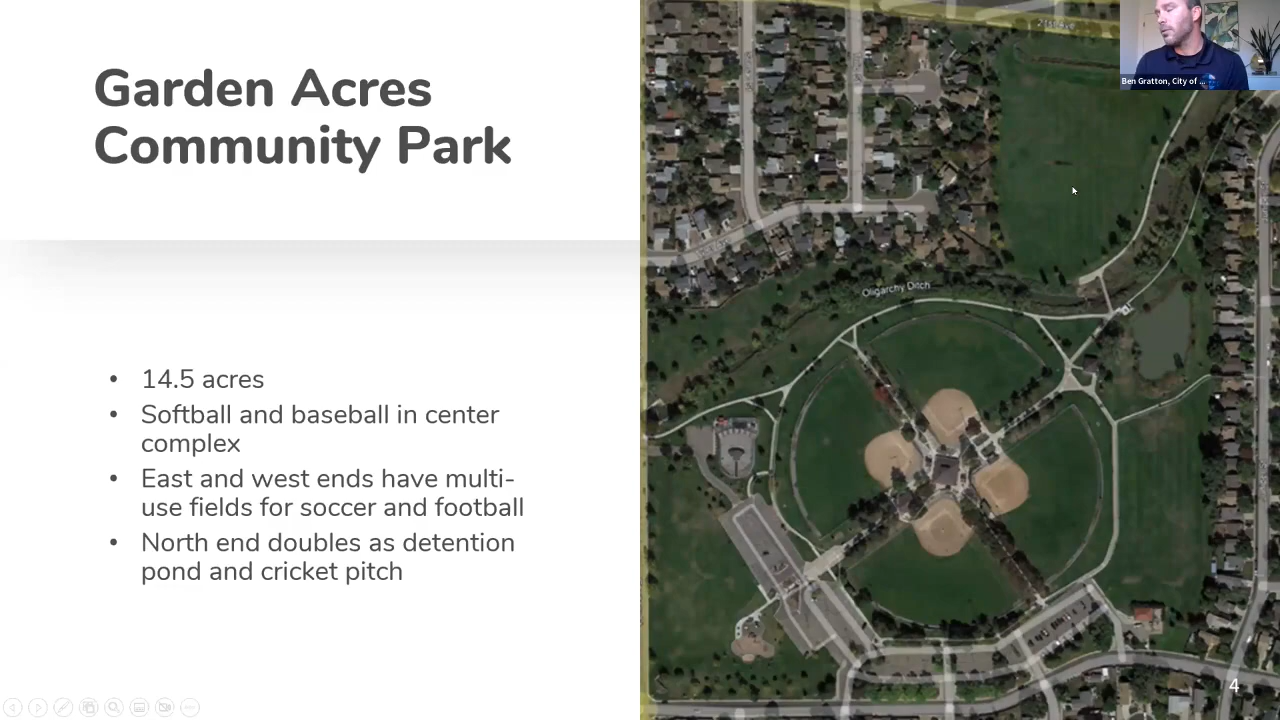 Garden Acres
Community Park
• 14.5 acres
• Softball and baseball in center
complex
• East and west ends have multi-
use fields for soccer and football
• North end doubles as detention
pond and cricket pitch
Oligarchy Ditch
Ben Gratton, City of ...
4